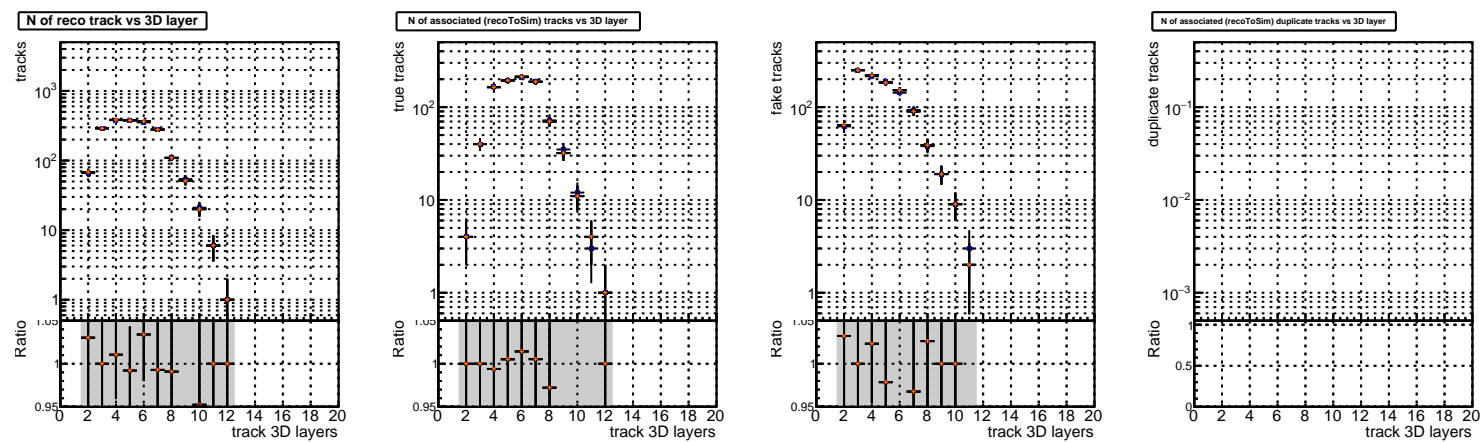 N of reco track vs 3D layer
tracks
10³
10²
10
1
Ratio
1.05
1
0.95
0 2 4 6 8 10 12 14 16 18 20
track 3D layers
N of associated (recoToSim) tracks vs 3D layer
true tracks
10²
10
1
Ratio
1.05
1
0.95
0 2 4 6 8 10 12 14 16 18 20
track 3D layers
fake tracks
10²
10
1
Ratio
1.05
1
0.95
0 2 4 6 8 10 12 14 16 18 20
track 3D layers
N of associated (recoToSim) duplicate tracks vs 3D layer
duplicate tracks
10⁻¹
10⁻²
10⁻³
Ratio
1
0.5
0
0 2 4 6 8 10 12 14 16 18 20
track 3D layers